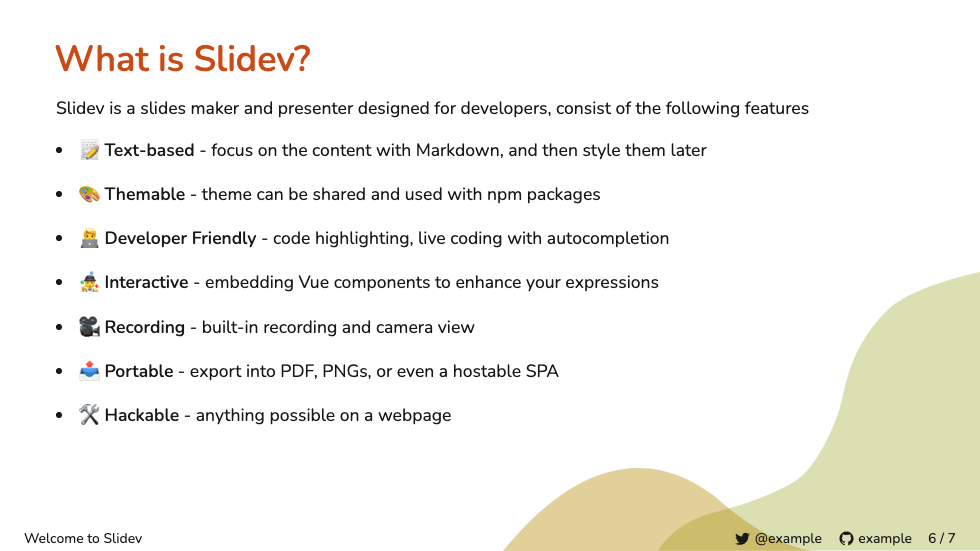 What is Slidev?
Slidev is a slides maker and presenter designed for developers, consist of the following features
• 📝 Text-based - focus on the content with Markdown, and then style them later
• 🎨 Themable - theme can be shared and used with npm packages
• 🧑‍💻 Developer Friendly - code highlighting, live coding with autocompletion
• 🤹 Interactive - embedding Vue components to enhance your expressions
• 🎥 Recording - built-in recording and camera view
• 📤 Portable - export into PDF, PNGs, or even a hostable SPA
• 🛠 Hackable - anything possible on a webpage
Welcome to Slidev @example example 6 / 7